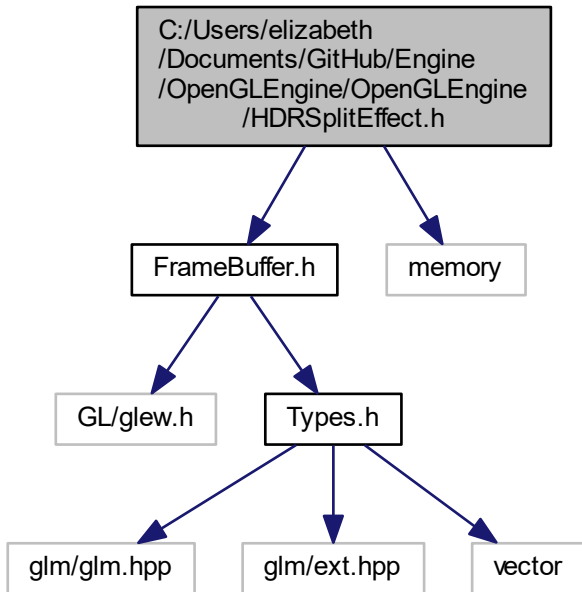 C:/Users/elizabeth
/Documents/GitHub/Engine
/OpenGLEngine/OpenGLEngine
/HDRSplitEffect.h
FrameBuffer.h
memory
GL/glew.h
Types.h
glm/glm.hpp
glm/ext.hpp
vector